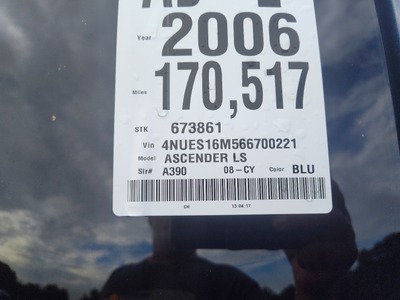 Year 2006
Miles 170,517
STK 673861
Vin 4NUES16M566700221
Model ASCENDER LS
Slr# A390 08-CY Color BLU